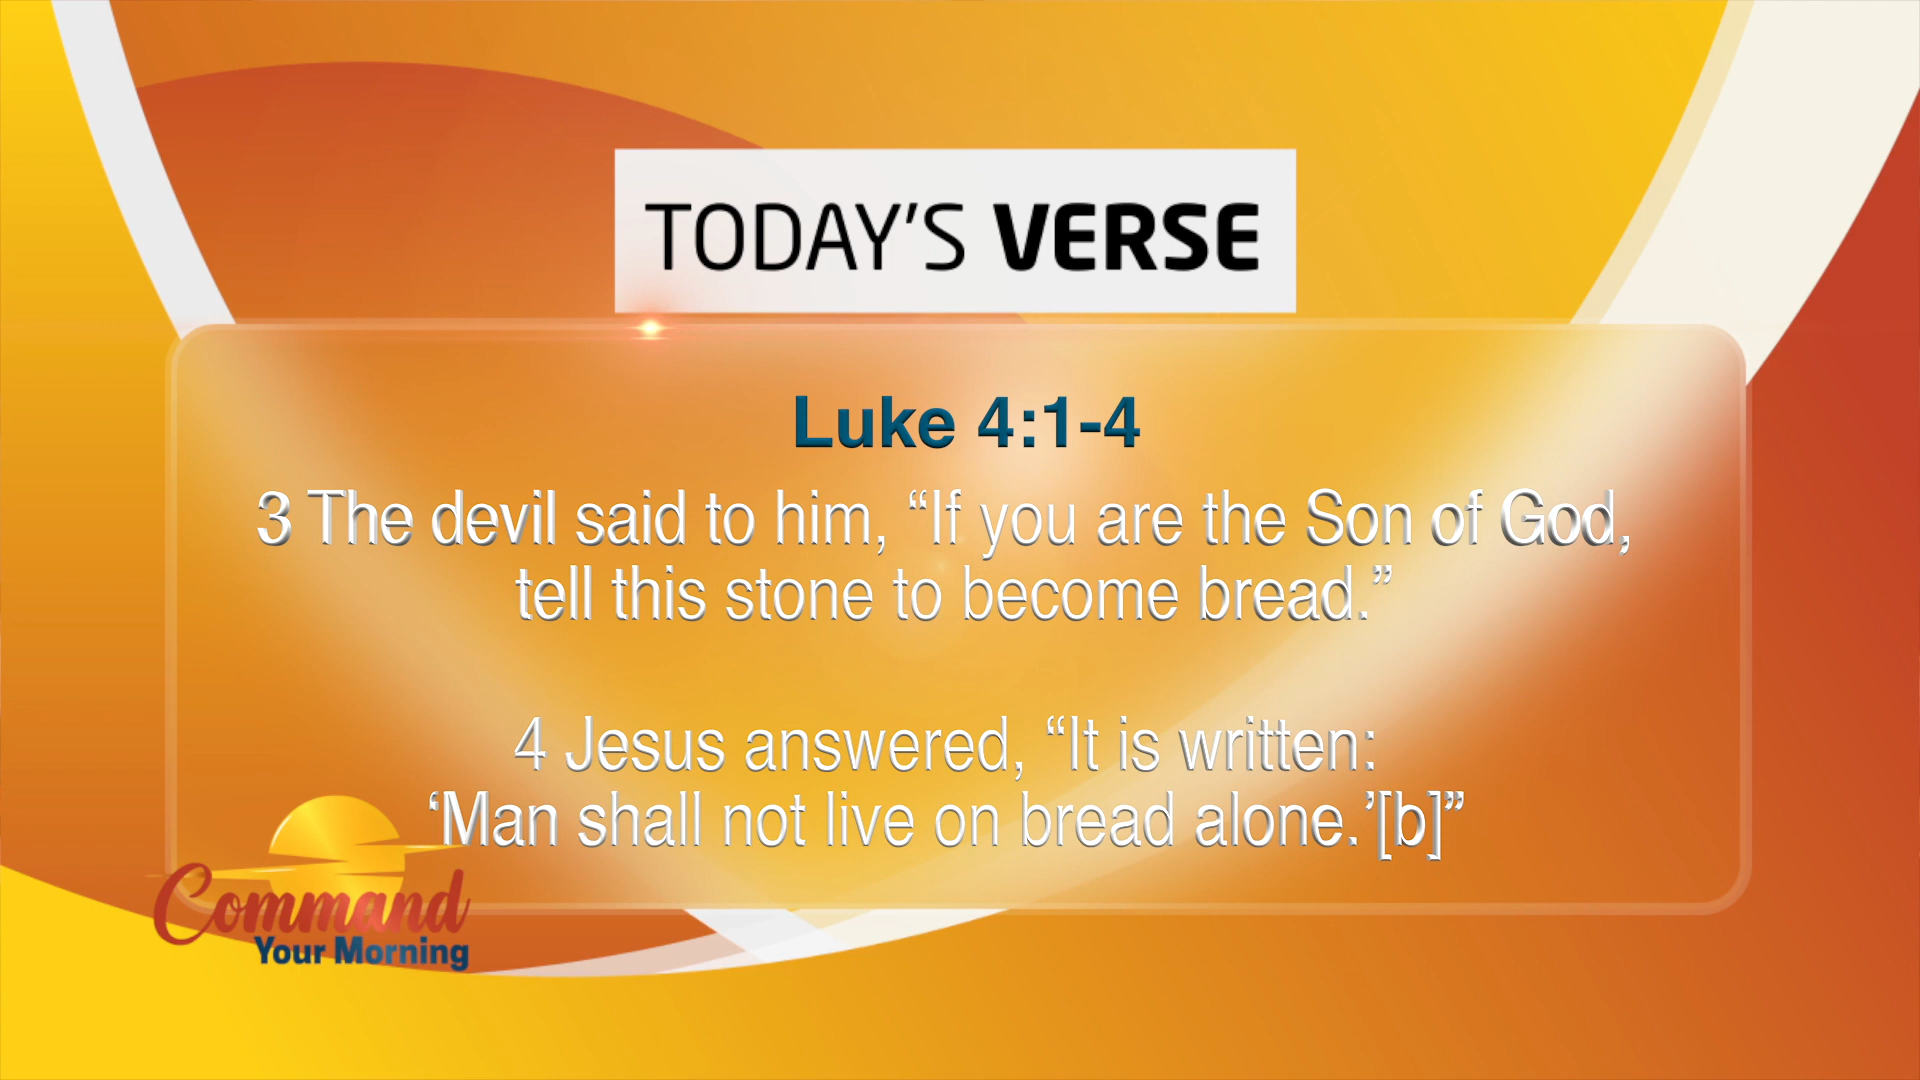 TODAY'S VERSE
Luke 4:1-4
3 The devil said to him, “If you are the Son of God,
tell this stone to become bread.”
4 Jesus answered, “It is written:
‘Man shall not live on bread alone.’[b]”
Command
Your Morning